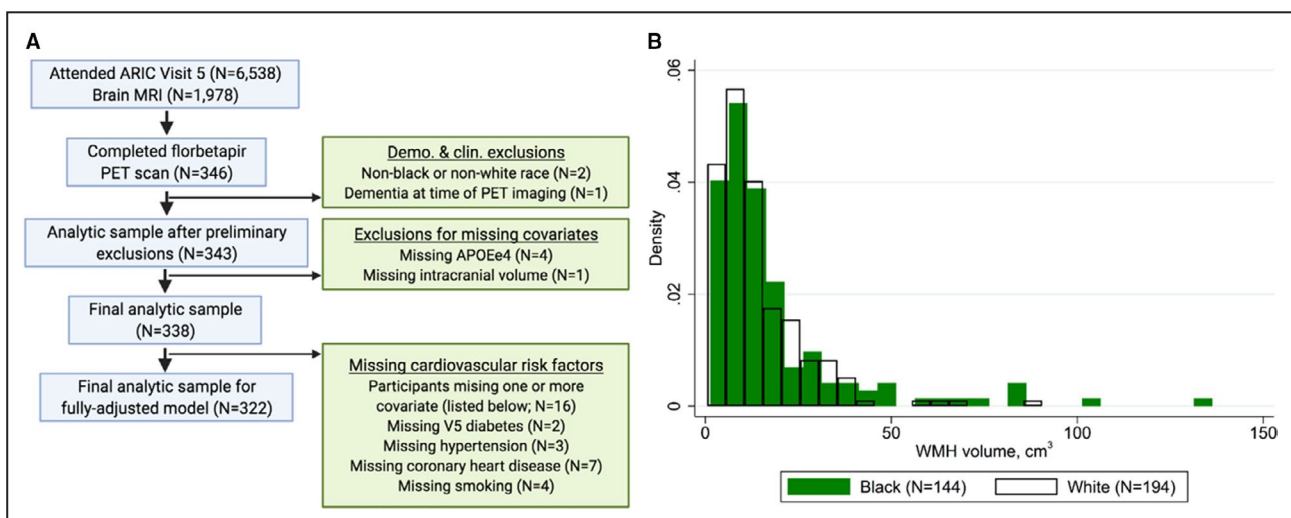 A
Attended ARIC Visit 5 (N=6,538)
Brain MRI (N=1,978)
Completed florbetapir
PET scan (N=346)
Demo. & clin. exclusions
Non-black or non-white race (N=2)
Dementia at time of PET imaging (N=1)
Analytic sample after preliminary
exclusions (N=343)
Exclusions for missing covariates
Missing APOEe4 (N=4)
Missing intracranial volume (N=1)
Final analytic sample
(N=338)
Missing cardiovascular risk factors
Participants mising one or more
covariate (listed below; N=16)
Missing V5 diabetes (N=2)
Missing hypertension (N=3)
Missing coronary heart disease (N=7)
Missing smoking (N=4)
Final analytic sample for
fully-adjusted model (N=322)
B
Density
.06
.04
.02
0
0 50 100 150
WMH volume, cm³
Black (N=144) White (N=194)